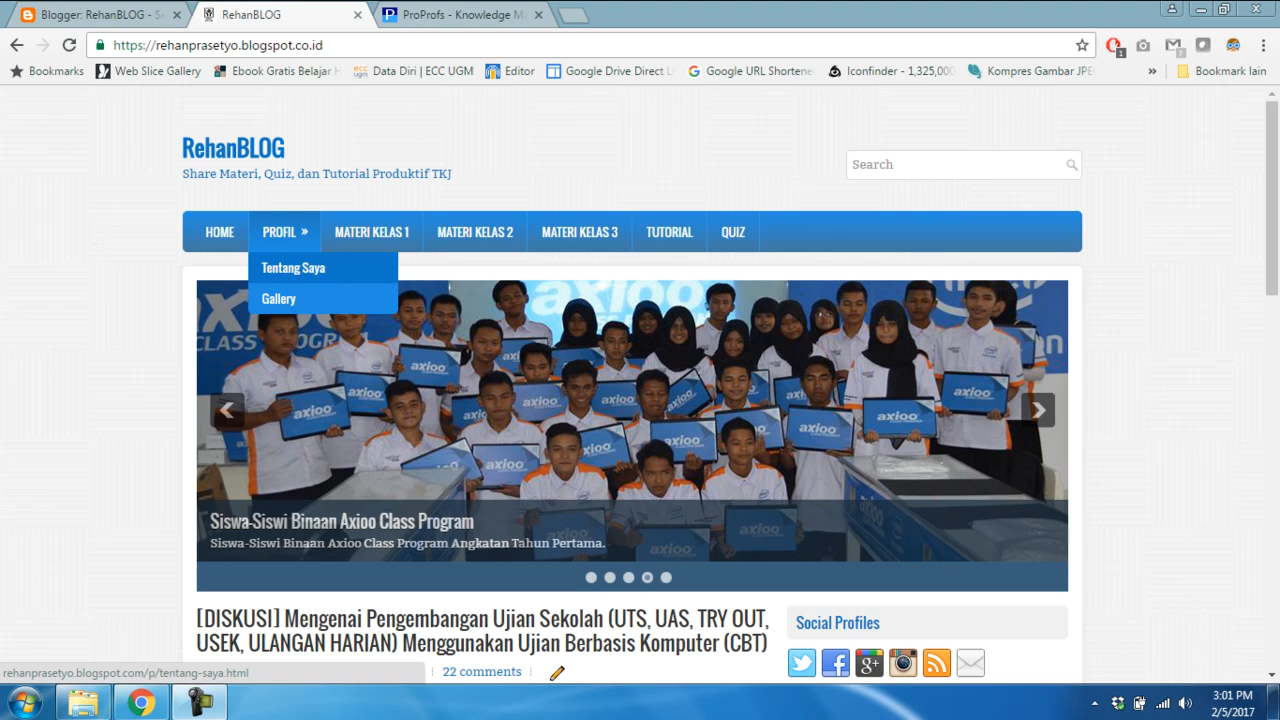 Blogger: RehanBLOG - S
RehanBLOG
ProProfs - Knowledge M
https://rehanprasetyo.blogspot.co.id
1
7
Bookmarks
Web Slice Gallery
Ebook Gratis Belajar H
Data Diri | ECC UGM
Editor
Google Drive Direct L
Google URL Shortene
Iconfinder - 1,325,000
Kompres Gambar JPE
»
Bookmark lain
RehanBLOG
Share Materi, Quiz, dan Tutorial Produktif TKJ
Search
HOME
PROFIL »
MATERI KELAS 1
MATERI KELAS 2
MATERI KELAS 3
TUTORIAL
QUIZ
Tentang Saya
Gallery
axioo
Siswa-Siswi Binaan Axioo Class Program
Siswa-Siswi Binaan Axioo Class Program Angkatan Tahun Pertama.
[DISKUSI] Mengenai Pengembangan Ujian Sekolah (UTS, UAS, TRY OUT,
USEK, ULANGAN HARIAN) Menggunakan Ujian Berbasis Komputer (CBT)
Social Profiles
22 comments
rehanprasetyo.blogspot.com/p/tentang-saya.html
3:01 PM
2/5/2017